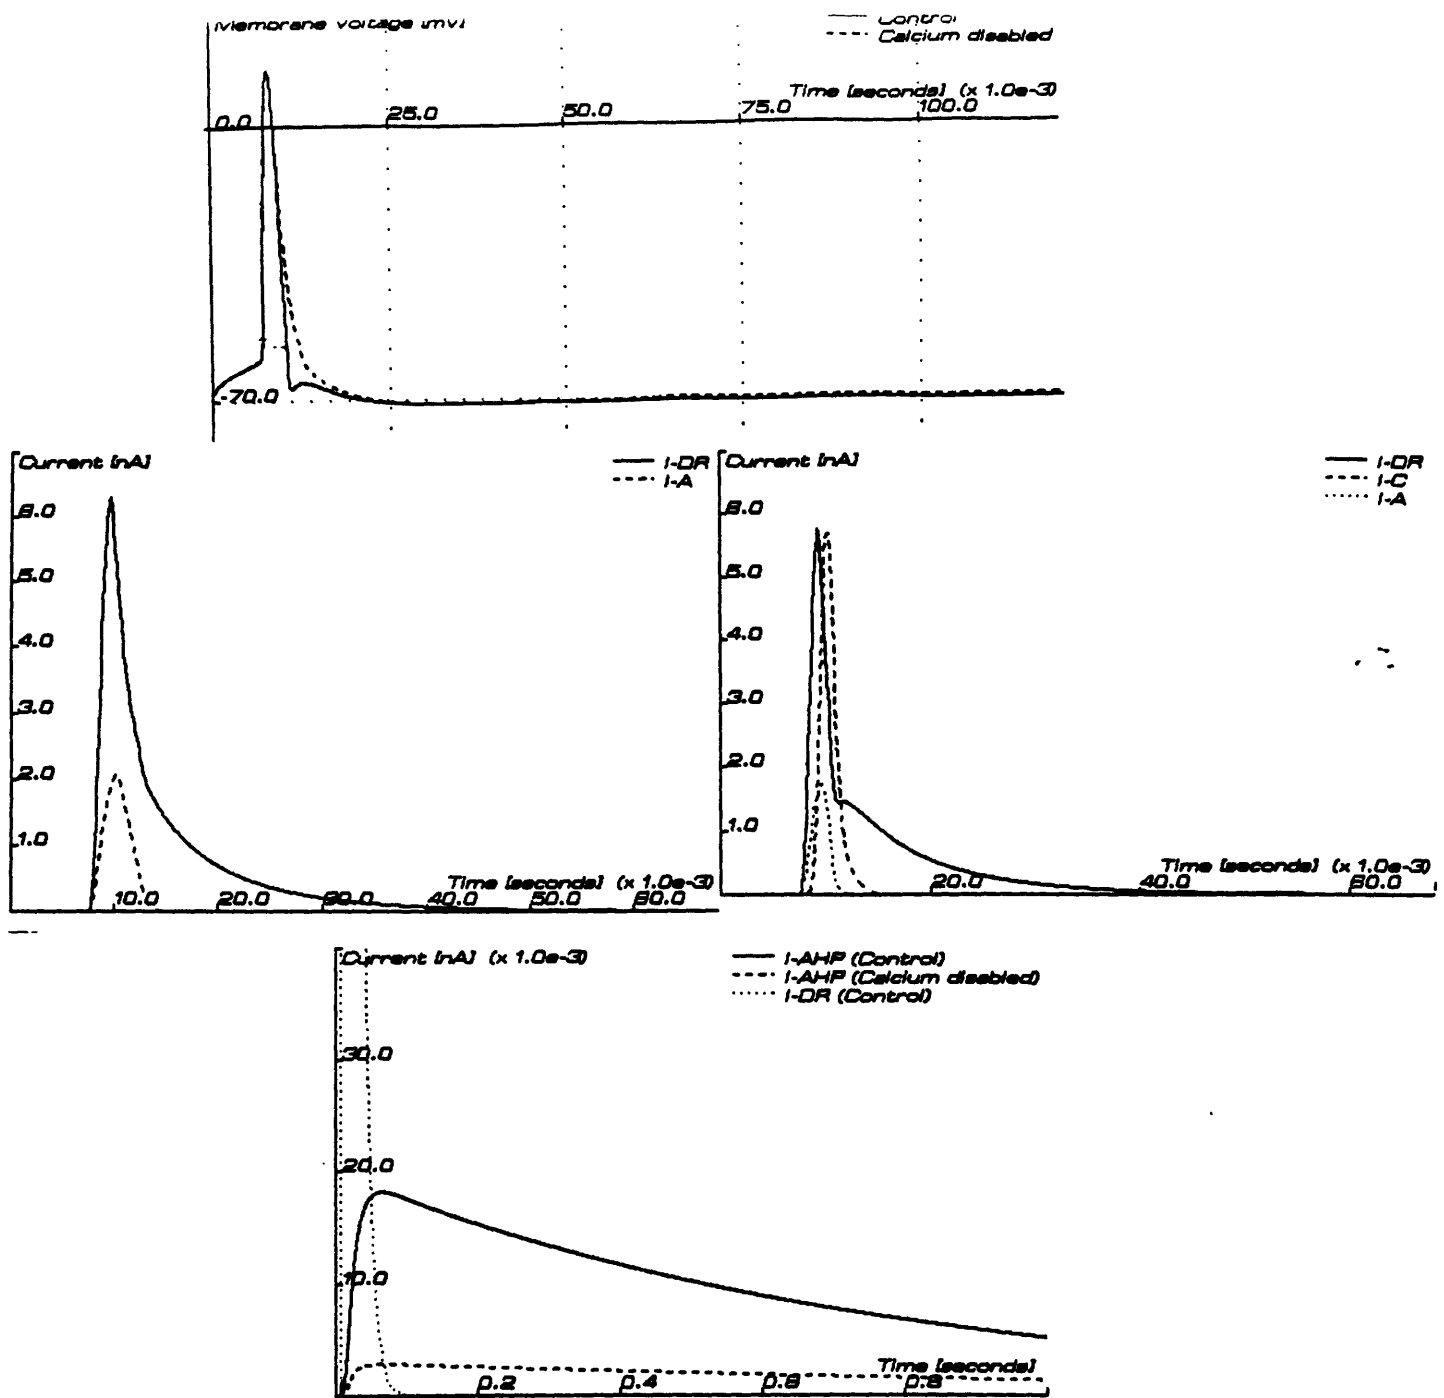 Membrane voltage [mV]
Control
Calcium disabled
Time [seconds] (x 1.0e-3)
0.0
25.0
50.0
75.0
100.0
-70.0
Current [nA]
I-DR
I-A
6.0
5.0
4.0
3.0
2.0
1.0
Time [seconds] (x 1.0e-3)
10.0
20.0
30.0
40.0
50.0
60.0
Current [nA]
I-DR
I-C
I-A
6.0
5.0
4.0
3.0
2.0
1.0
Time [seconds] (x 1.0e-3)
20.0
40.0
60.0
Current [nA] (x 1.0e-3)
I-AHP (Control)
I-AHP (Calcium disabled)
I-DR (Control)
30.0
20.0
10.0
Time [seconds]
0.2
0.4
0.6
0.8